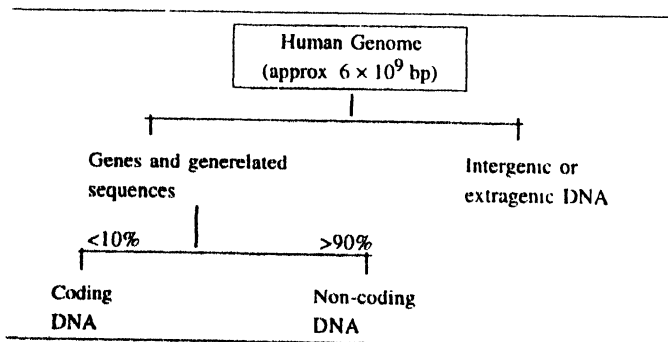 Human Genome
(approx 6 × 10⁹ bp)
Genes and generelated
sequences
Intergenic or
extragenic DNA
<10%
>90%
Coding
DNA
Non-coding
DNA